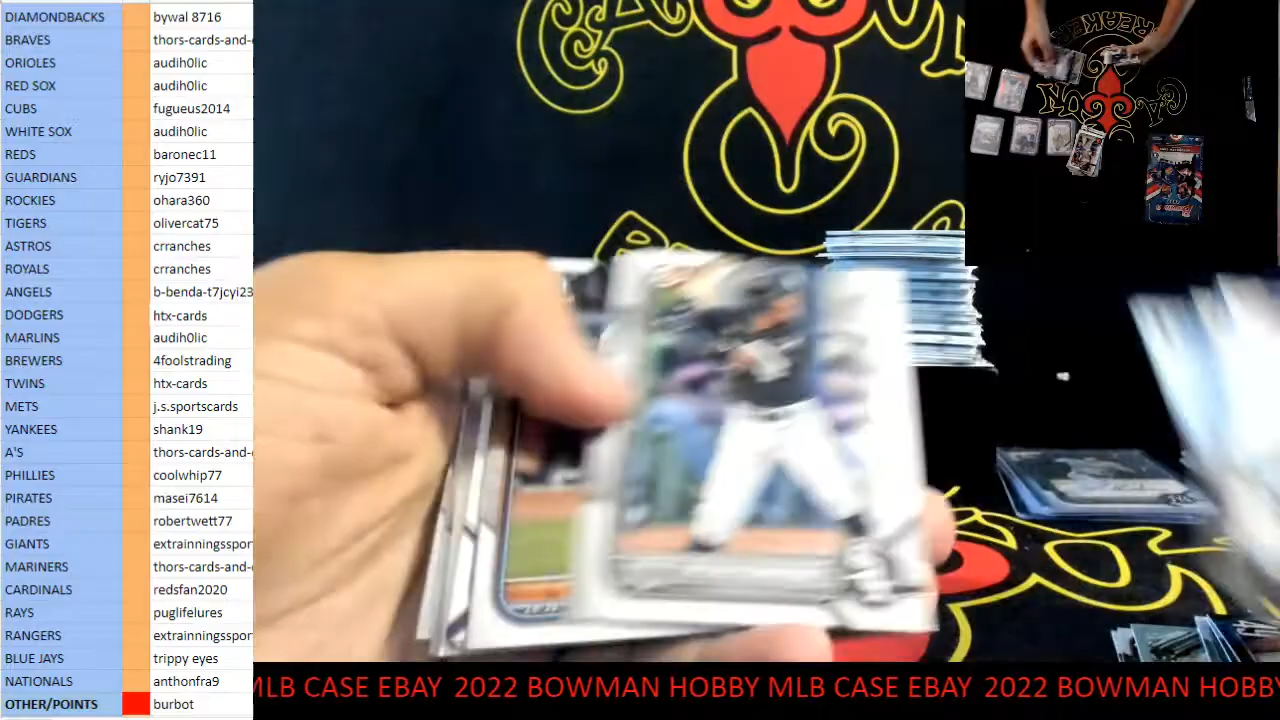 DIAMONDBACKS bywal 8716
BRAVES thors-cards-and-
ORIOLES audih0lic
RED SOX audih0lic
CUBS fugueus2014
WHITE SOX audih0lic
REDS baronec11
GUARDIANS ryjo7391
ROCKIES ohara360
TIGERS olivercat75
ASTROS crranches
ROYALS crranches
ANGELS b-benda-t7jcyi23
DODGERS htx-cards
MARLINS audih0lic
BREWERS 4foolstrading
TWINS htx-cards
METS j.s.sportscards
YANKEES shank19
A'S thors-cards-and-
PHILLIES coolwhip77
PIRATES masei7614
PADRES robertwett77
GIANTS extrainningsspor
MARINERS thors-cards-and-
CARDINALS redsfan2020
RAYS puglifelures
RANGERS extrainningsspor
BLUE JAYS trippy eyes
NATIONALS anthonfra9
OTHER/POINTS burbot
MLB CASE EBAY 2022 BOWMAN HOBBY MLB CASE EBAY 2022 BOWMAN HOBBY